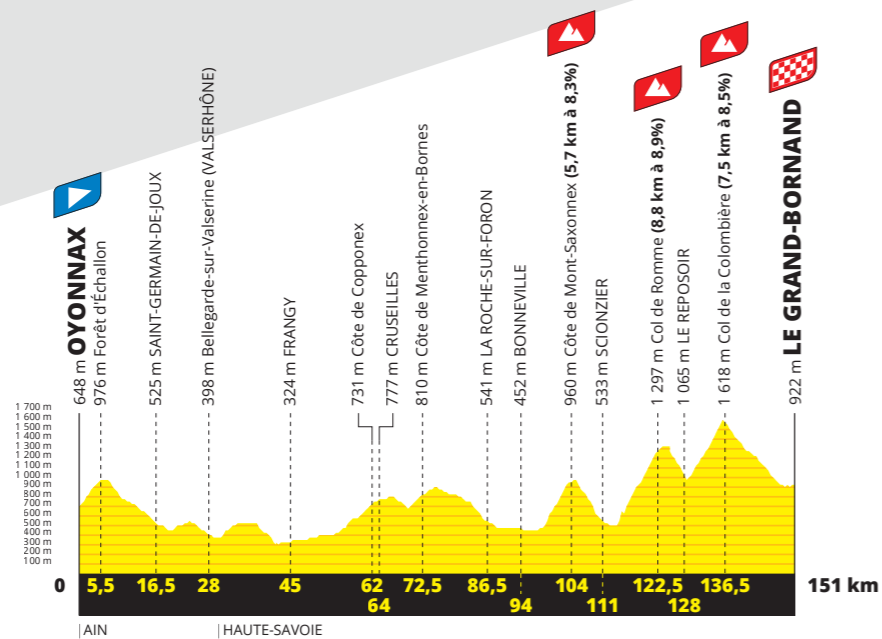 648 m OYONNAX
976 m Forêt d'Échallon
525 m SAINT-GERMAIN-DE-JOUX
398 m Bellegarde-sur-Valserine (VALSERHÔNE)
324 m FRANGY
731 m Côte de Copponex
777 m CRUSEILLES
810 m Côte de Menthonnex-en-Bornes
541 m LA ROCHE-SUR-FORON
452 m BONNEVILLE
960 m Côte de Mont-Saxonnex (5,7 km à 8,3%)
533 m SCIONZIER
1 297 m Col de Romme (8,8 km à 8,9%)
1 065 m LE REPOSOIR
1 618 m Col de la Colombière (7,5 km à 8,5%)
922 m LE GRAND-BORNAND
1 700 m
1 600 m
1 500 m
1 400 m
1 300 m
1 200 m
1 100 m
1 000 m
900 m
800 m
700 m
600 m
500 m
400 m
300 m
200 m
100 m
0 5,5 16,5 28 45 62 72,5 86,5 104 122,5 136,5 151 km
64 94 111 128
AIN HAUTE-SAVOIE